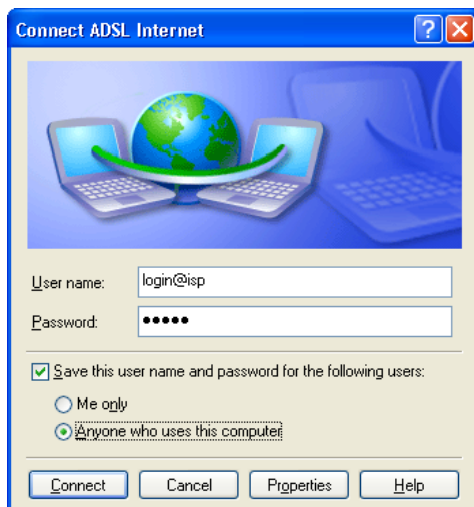 Connect ADSL Internet
User name: login@isp
Password: •••••
Save this user name and password for the following users:
Me only
Anyone who uses this computer
Connect Cancel Properties Help